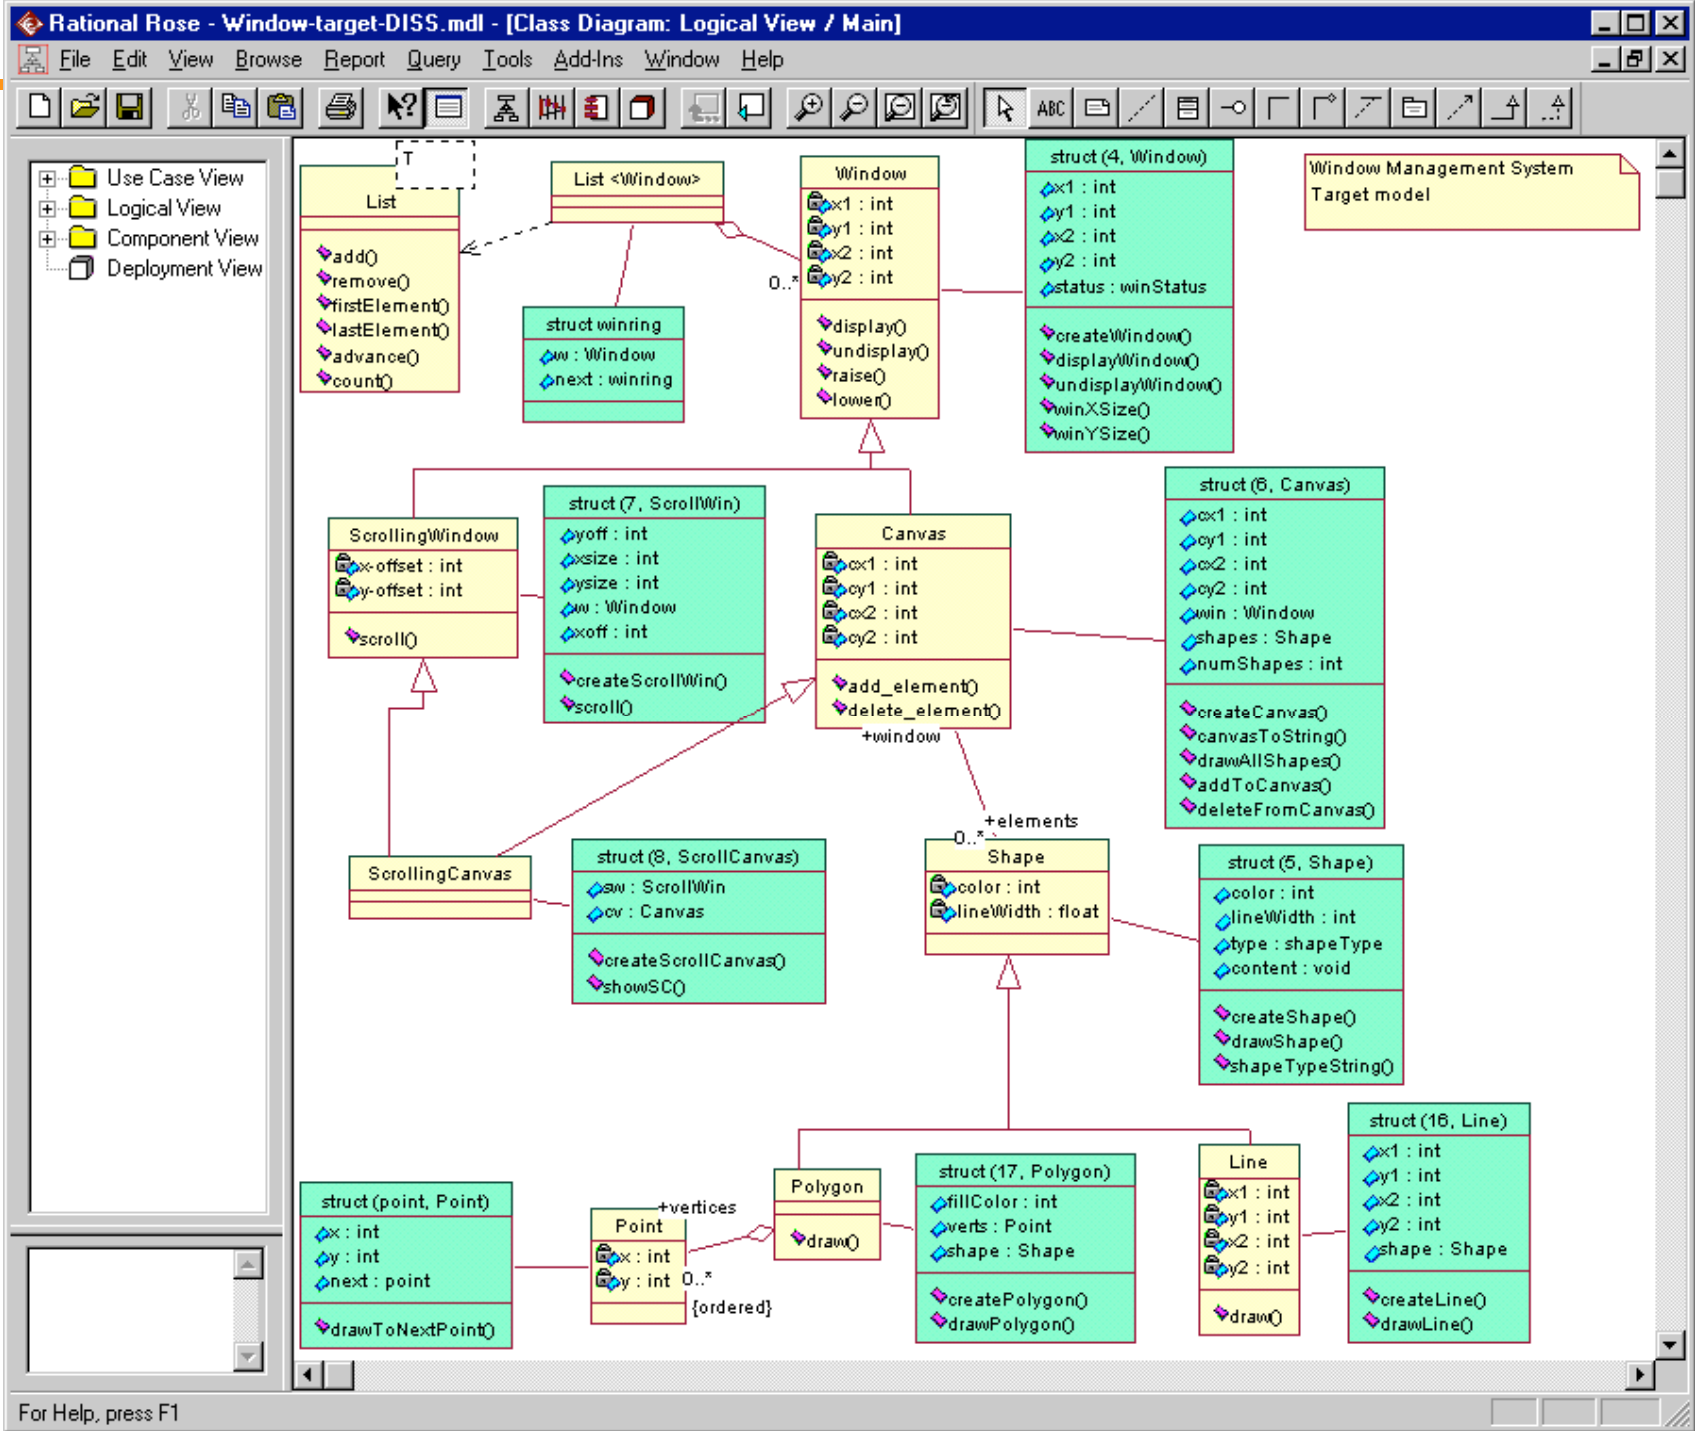 Rational Rose - Window-target-DISS.mdl - [Class Diagram: Logical View / Main]
File Edit View Browse Report Query Tools Add-Ins Window Help
ABC
Use Case View
Logical View
Component View
Deployment View
T
List
add()
remove()
firstElement()
lastElement()
advance()
count()
List <Window>
struct winring
w : Window
next : winring
Window
x1 : int
y1 : int
x2 : int
y2 : int
display()
undisplay()
raise()
lower()
0..*
struct (4, Window)
x1 : int
y1 : int
x2 : int
y2 : int
status : winStatus
createWindow()
displayWindow()
undisplayWindow()
winXSize()
winYSize()
Window Management System
Target model
ScrollingWindow
x-offset : int
y-offset : int
scroll()
struct (7, ScrollWin)
yoff : int
xsize : int
ysize : int
w : Window
xoff : int
createScrollWin()
scroll()
Canvas
cx1 : int
cy1 : int
cx2 : int
cy2 : int
add_element()
delete_element()
+window
struct (6, Canvas)
cx1 : int
cy1 : int
cx2 : int
cy2 : int
win : Window
shapes : Shape
numShapes : int
createCanvas()
canvasToString()
drawAllShapes()
addToCanvas()
deleteFromCanvas()
+elements
0..*
ScrollingCanvas
struct (8, ScrollCanvas)
sw : ScrollWin
cv : Canvas
createScrollCanvas()
showSC()
Shape
color : int
lineWidth : float
struct (5, Shape)
color : int
lineWidth : int
type : shapeType
content : void
createShape()
drawShape()
shapeTypeString()
struct (point, Point)
x : int
y : int
next : point
drawToNextPoint()
Point
x : int
y : int
+vertices
0..*
{ordered}
Polygon
draw()
struct (17, Polygon)
fillColor : int
verts : Point
shape : Shape
createPolygon()
drawPolygon()
Line
x1 : int
y1 : int
x2 : int
y2 : int
draw()
struct (16, Line)
x1 : int
y1 : int
x2 : int
y2 : int
shape : Shape
createLine()
drawLine()
For Help, press F1